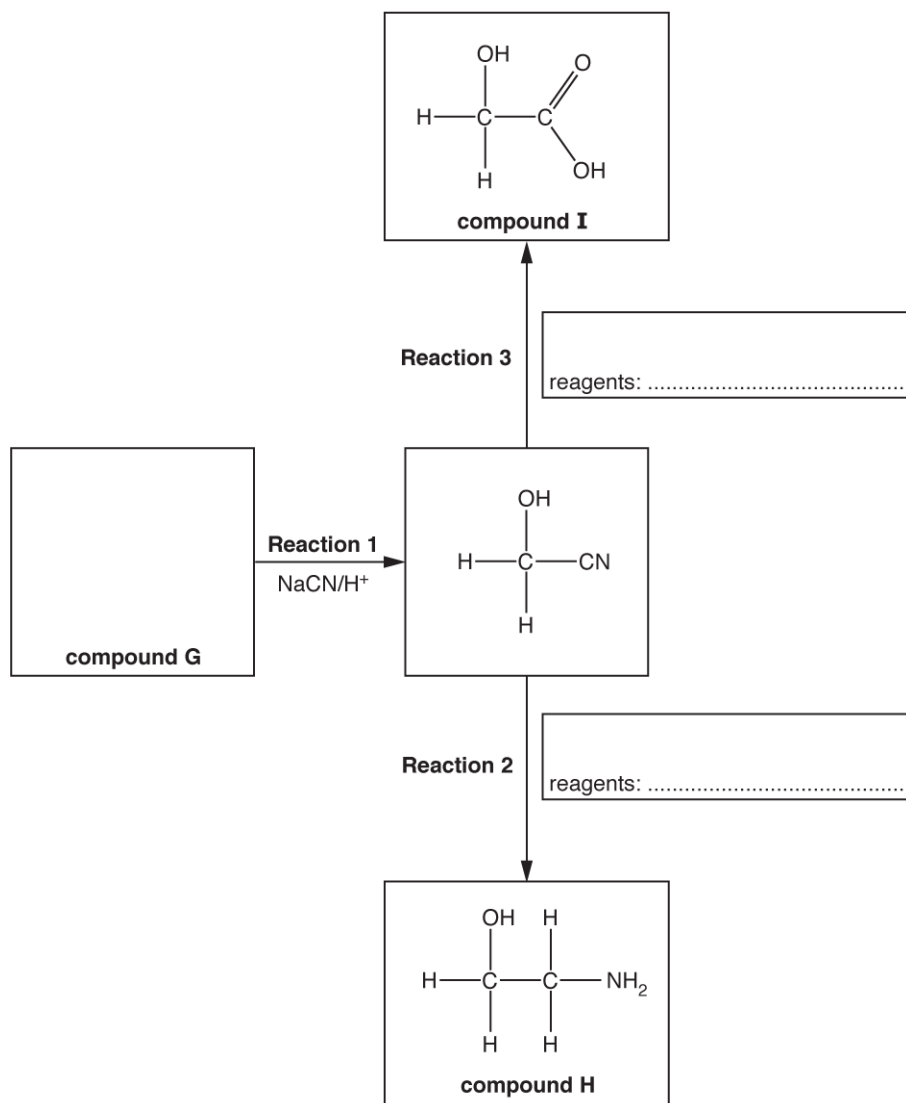 OH
O
H C C
H
OH
compound I
Reaction 3
reagents: ..........................................
OH
Reaction 1
H C CN
NaCN/H⁺
H
compound G
Reaction 2
reagents: ..........................................
OH H
H C C NH₂
H H
compound H